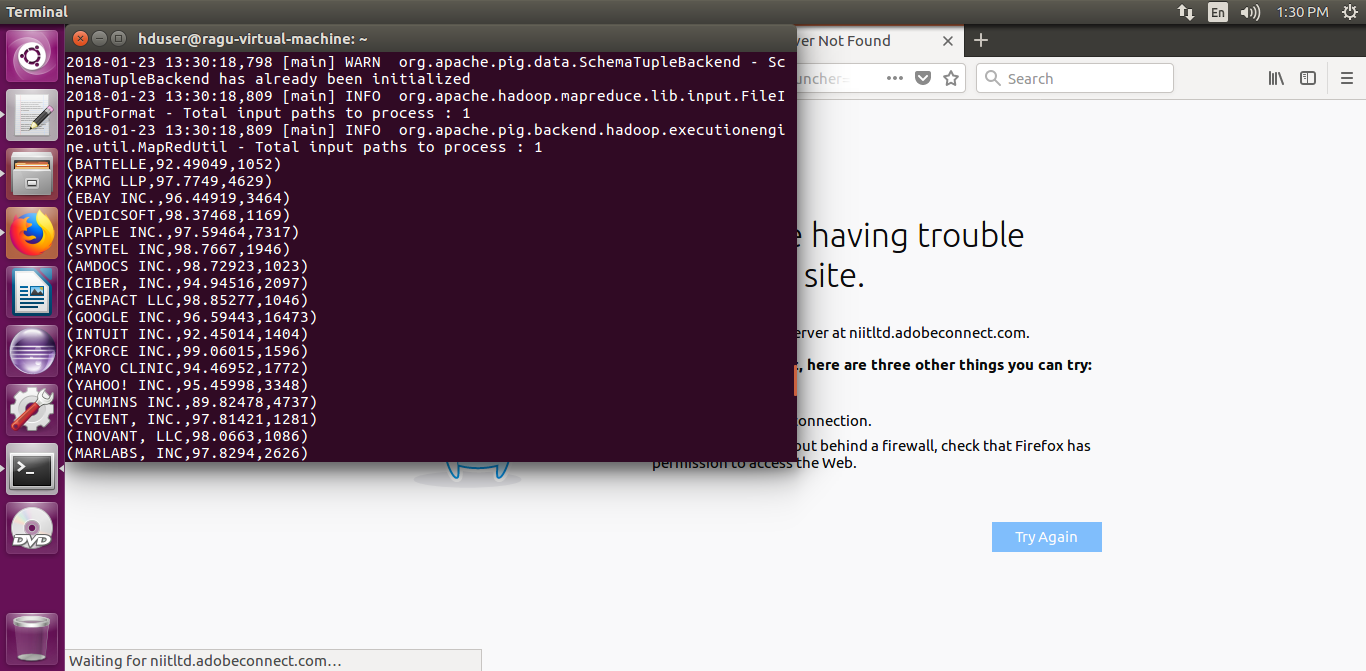 Terminal
En
1:30 PM
hduser@ragu-virtual-machine: ~
2018-01-23 13:30:18,798 [main] WARN  org.apache.pig.data.SchemaTupleBackend - Sc
hemaTupleBackend has already been initialized
2018-01-23 13:30:18,809 [main] INFO  org.apache.hadoop.mapreduce.lib.input.FileI
nputFormat - Total input paths to process : 1
2018-01-23 13:30:18,809 [main] INFO  org.apache.pig.backend.hadoop.executionengi
ne.util.MapRedUtil - Total input paths to process : 1
(BATTELLE,92.49049,1052)
(KPMG LLP,97.7749,4629)
(EBAY INC.,96.44919,3464)
(VEDICSOFT,98.37468,1169)
(APPLE INC.,97.59464,7317)
(SYNTEL INC,98.7667,1946)
(AMDOCS INC.,98.72923,1023)
(CIBER, INC.,94.94516,2097)
(GENPACT LLC,98.85277,1046)
(GOOGLE INC.,96.59443,16473)
(INTUIT INC.,92.45014,1404)
(KFORCE INC.,99.06015,1596)
(MAYO CLINIC,94.46952,1772)
(YAHOO! INC.,95.45998,3348)
(CUMMINS INC.,89.82478,4737)
(CYIENT, INC.,97.81421,1281)
(INOVANT, LLC,98.0663,1086)
(MARLABS, INC,97.8294,2626)
ver Not Found
uncher
Search
e having trouble
site.
erver at niitltd.adobeconnect.com.
, here are three other things you can try:
onnection.
out behind a firewall, check that Firefox has
permission to access the Web.
Try Again
DVD
Waiting for niitltd.adobeconnect.com…